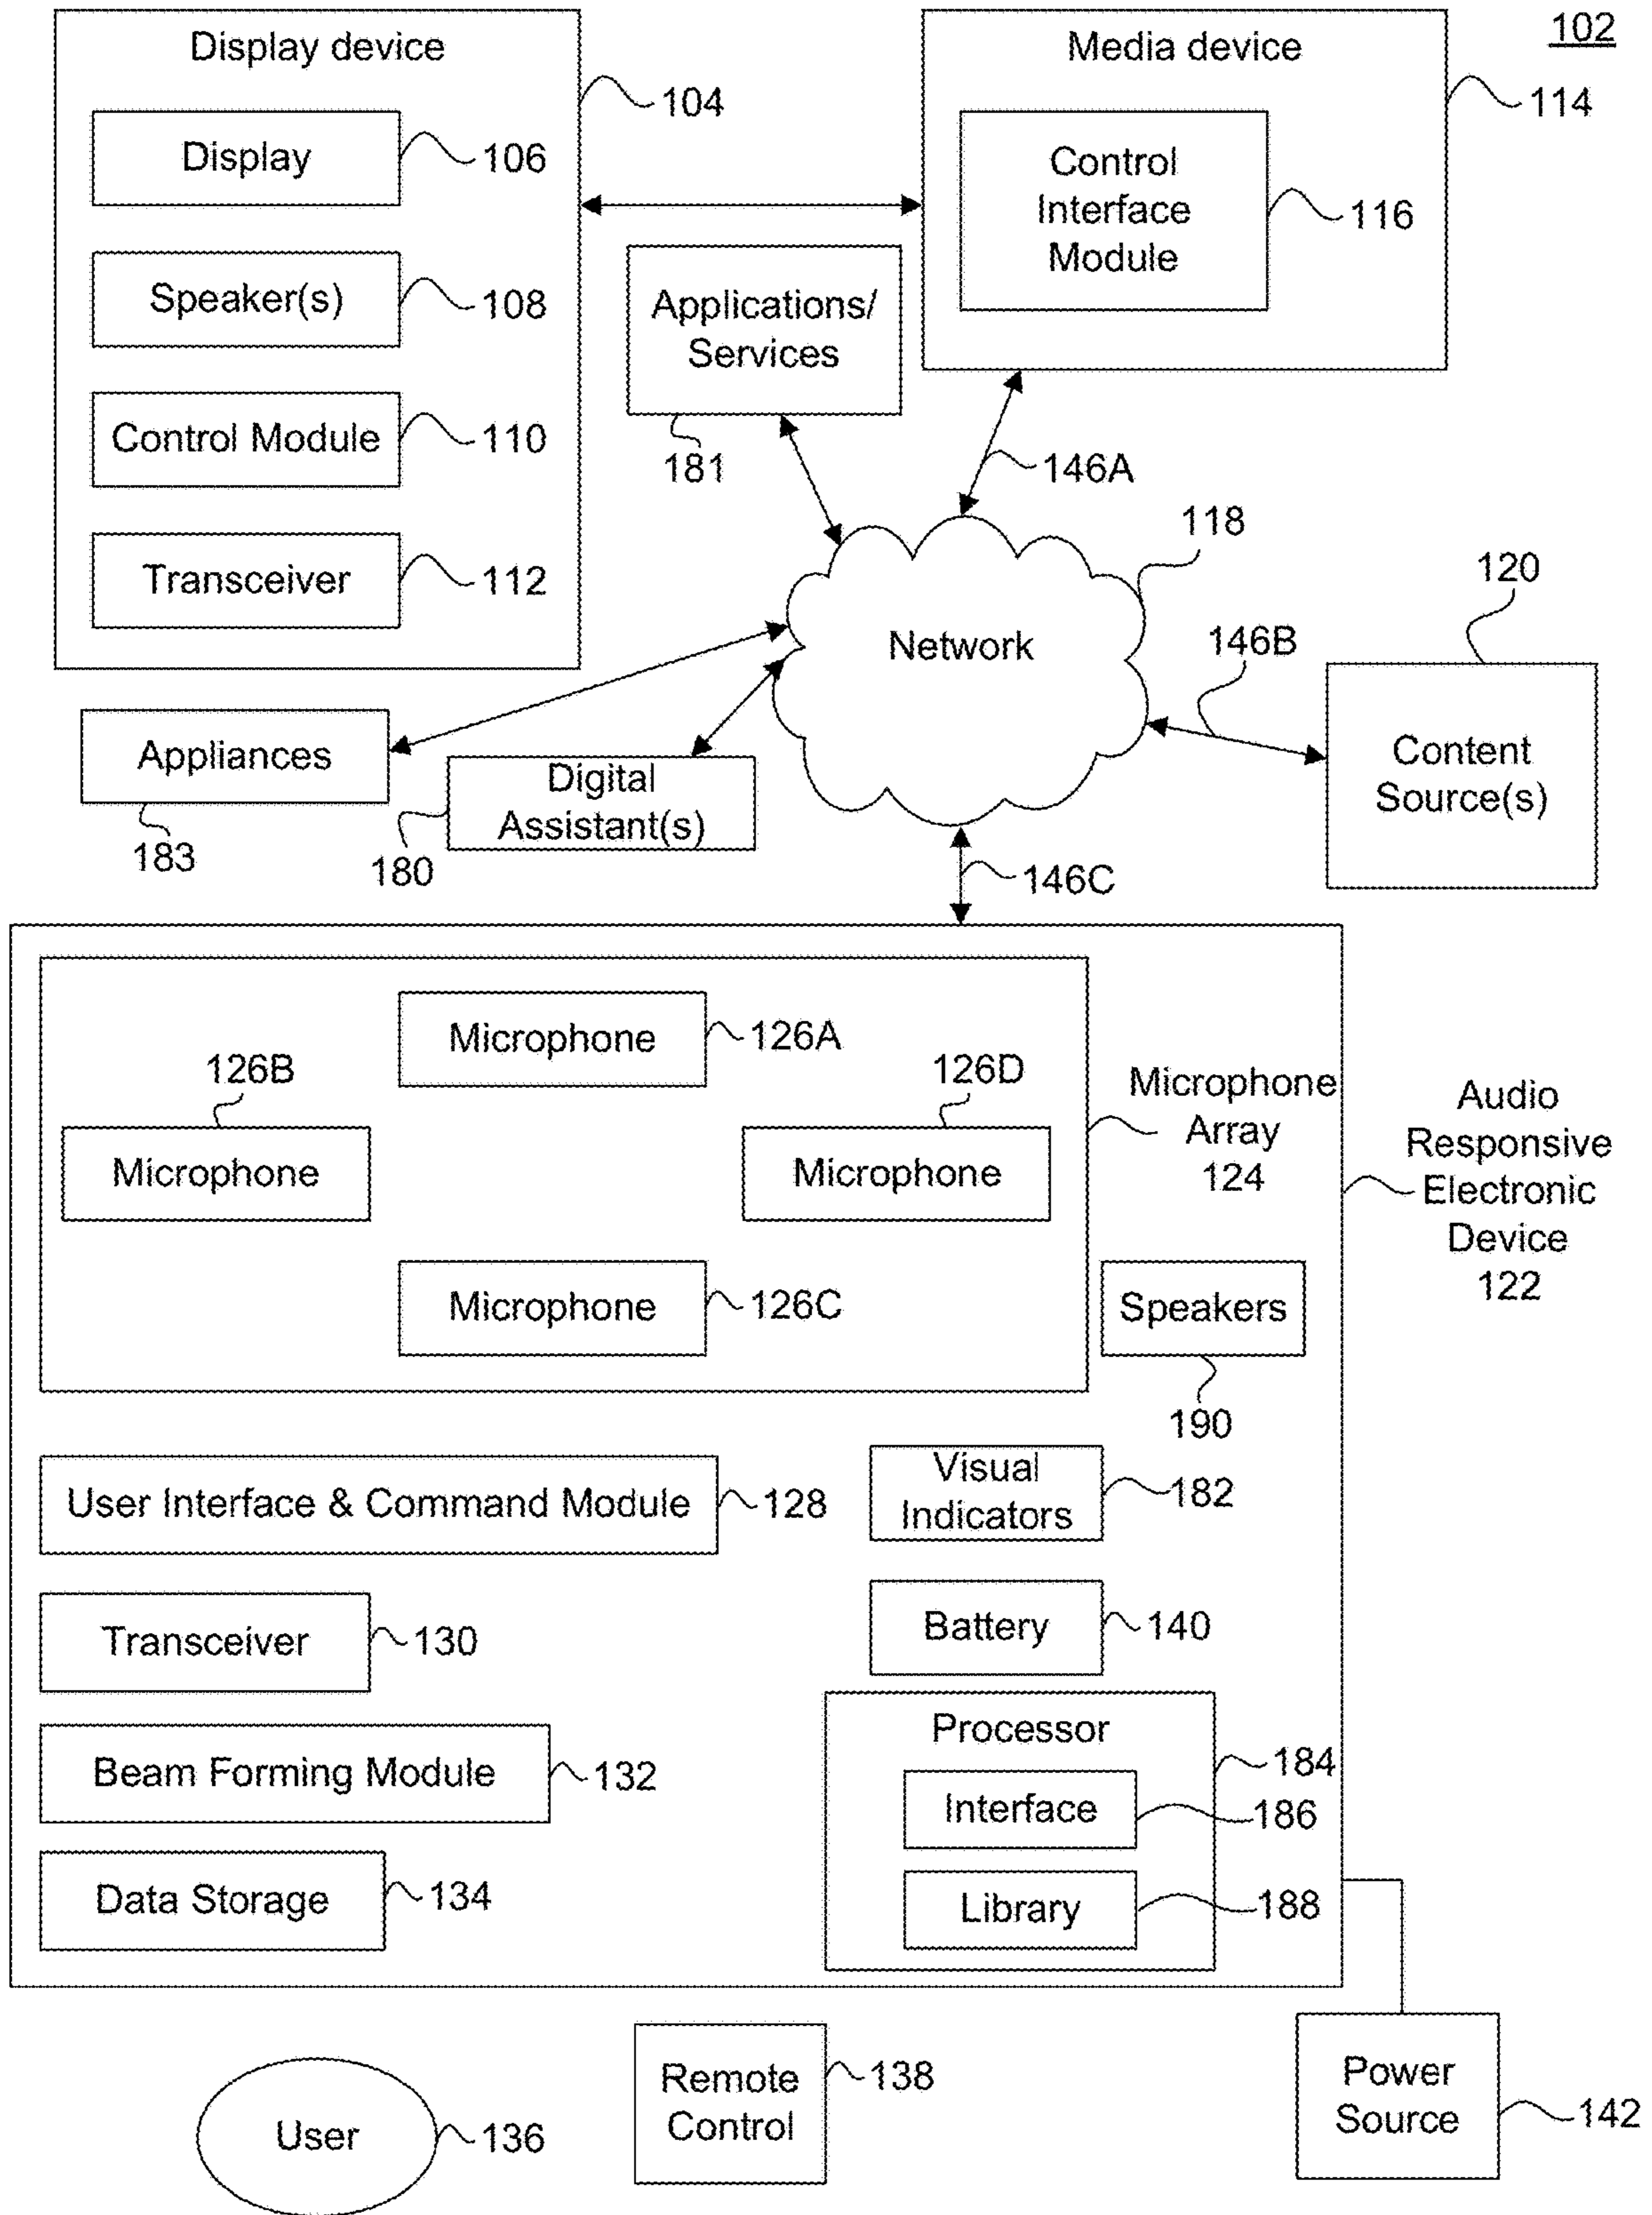 102
Display device
104
Display
106
Speaker(s)
108
Control Module
110
Transceiver
112
Media device
114
Control
Interface
Module
116
Applications/
Services
181
146A
118
Network
120
146B
Content
Source(s)
Appliances
183
Digital
Assistant(s)
180
146C
Microphone
126A
126B
Microphone
126D
Microphone
Microphone
126C
Microphone
Array
124
Audio
Responsive
Electronic
Device
122
Speakers
190
User Interface & Command Module
128
Visual
Indicators
182
Transceiver
130
Battery
140
Beam Forming Module
132
Processor
184
Interface
186
Library
188
Data Storage
134
User
136
Remote
Control
138
Power
Source
142